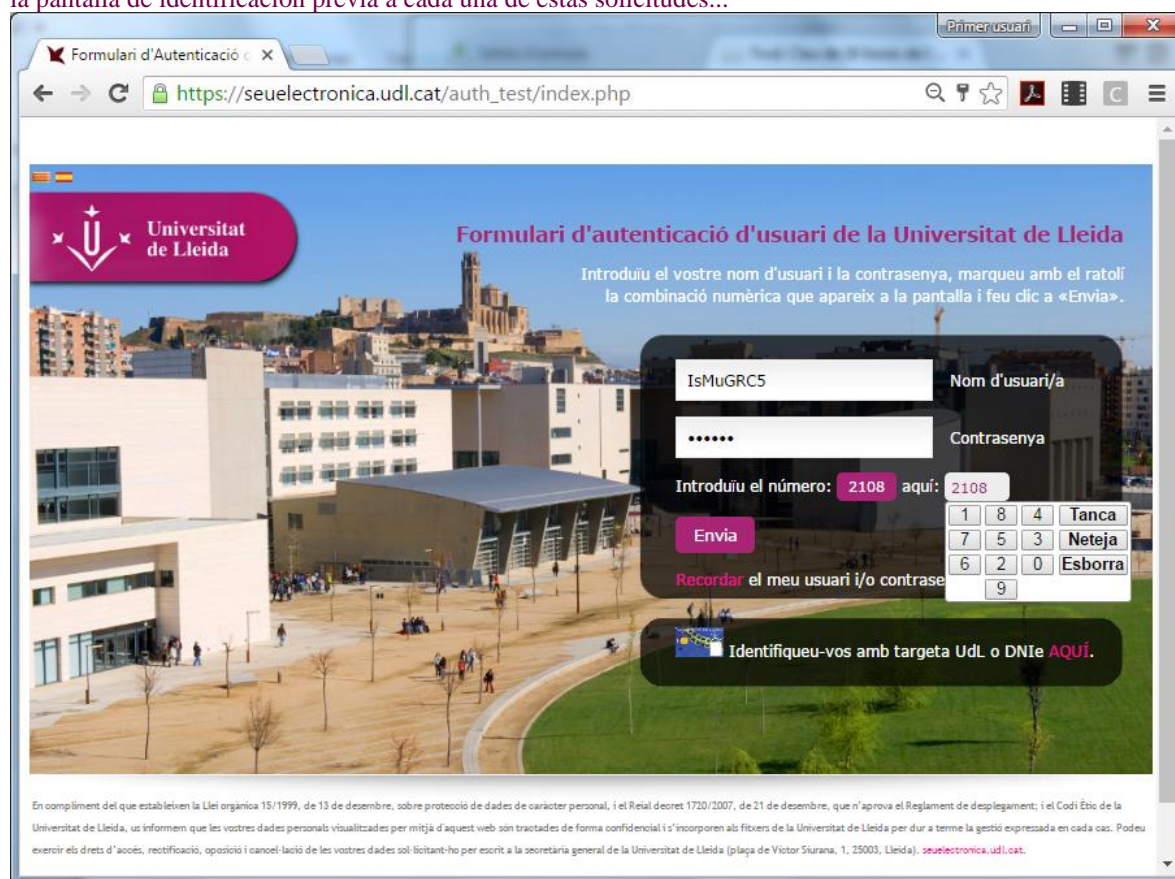 la pantalla de identificación previa a cada una de estas solicitudes...
Primer usuari
Formulari d'Autenticació d
https://seuelectronica.udl.cat/auth_test/index.php
Universitat
de Lleida
Formulari d'autenticació d'usuari de la Universitat de Lleida
Introduïu el vostre nom d'usuari i la contrasenya, marqueu amb el ratolí
la combinació numèrica que apareix a la pantalla i feu clic a «Envia».
IsMuGRC5 Nom d'usuari/a
•••••• Contrasenya
Introduïu el número: 2108 aquí: 2108
1 8 4 Tanca
Envia
7 5 3 Neteja
6 2 0 Esborra
Recordar el meu usuari i/o contrase
9
Identifiqueu-vos amb targeta UdL o DNIe AQUÍ.
En compliment del que estableixen la Llei orgànica 15/1999, de 13 de desembre, sobre protecció de dades de caràcter personal, i el Reial decret 1720/2007, de 21 de desembre, que n'aprova el Reglament de desplegament; i el Codi Ètic de la
Universitat de Lleida, us informem que les vostres dades personals visualitzades per mitjà d'aquest web són tractades de forma confidencial i s'incorporen als fitxers de la Universitat de Lleida per dur a terme la gestió expressada en cada cas. Podeu
exercir els drets d'accés, rectificació, oposició i cancel·lació de les vostres dades sol·licitant-ho per escrit a la secretària general de la Universitat de Lleida (plaça de Víctor Siurana, 1, 25003, Lleida). seuelectronica.udl.cat.